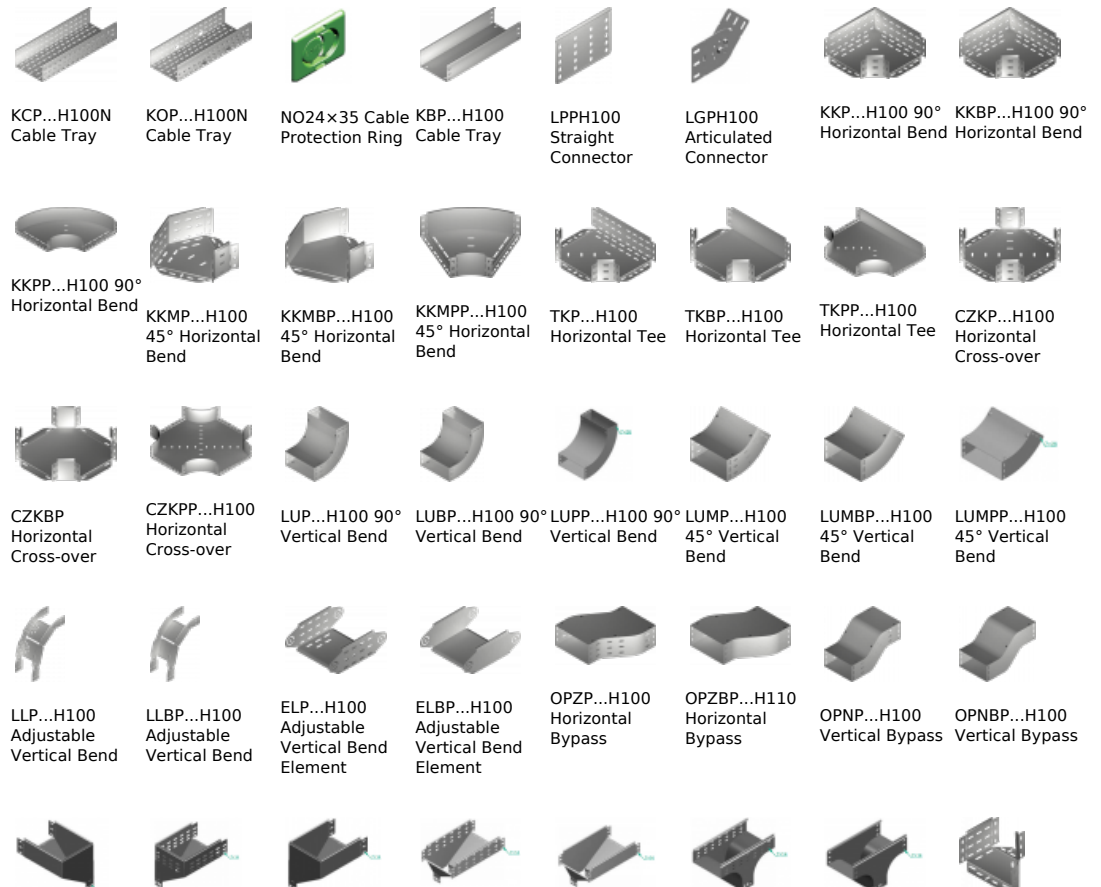 KCP...H100N
Cable Tray
KOP...H100N
Cable Tray
NO24×35 Cable
Protection Ring
KBP...H100
Cable Tray
LPPH100
Straight
Connector
LGPH100
Articulated
Connector
KKP...H100 90°
Horizontal Bend
KKBP...H100 90°
Horizontal Bend
KKPP...H100 90°
Horizontal Bend
KKMP...H100
45° Horizontal
Bend
KKMBP...H100
45° Horizontal
Bend
KKMPP...H100
45° Horizontal
Bend
TKP...H100
Horizontal Tee
TKBP...H100
Horizontal Tee
TKPP...H100
Horizontal Tee
CZKP...H100
Horizontal
Cross-over
CZKBP
Horizontal
Cross-over
CZKPP...H100
Horizontal
Cross-over
LUP...H100 90°
Vertical Bend
LUBP...H100 90°
Vertical Bend
LUPP...H100 90°
Vertical Bend
LUMP...H100
45° Vertical
Bend
LUMBP...H100
45° Vertical
Bend
LUMPP...H100
45° Vertical
Bend
LLP...H100
Adjustable
Vertical Bend
LLBP...H100
Adjustable
Vertical Bend
ELP...H100
Adjustable
Vertical Bend
Element
ELBP...H100
Adjustable
Vertical Bend
Element
OPZP...H100
Horizontal
Bypass
OPZBP...H110
Horizontal
Bypass
OPNP...H100
Vertical Bypass
OPNBP...H100
Vertical Bypass